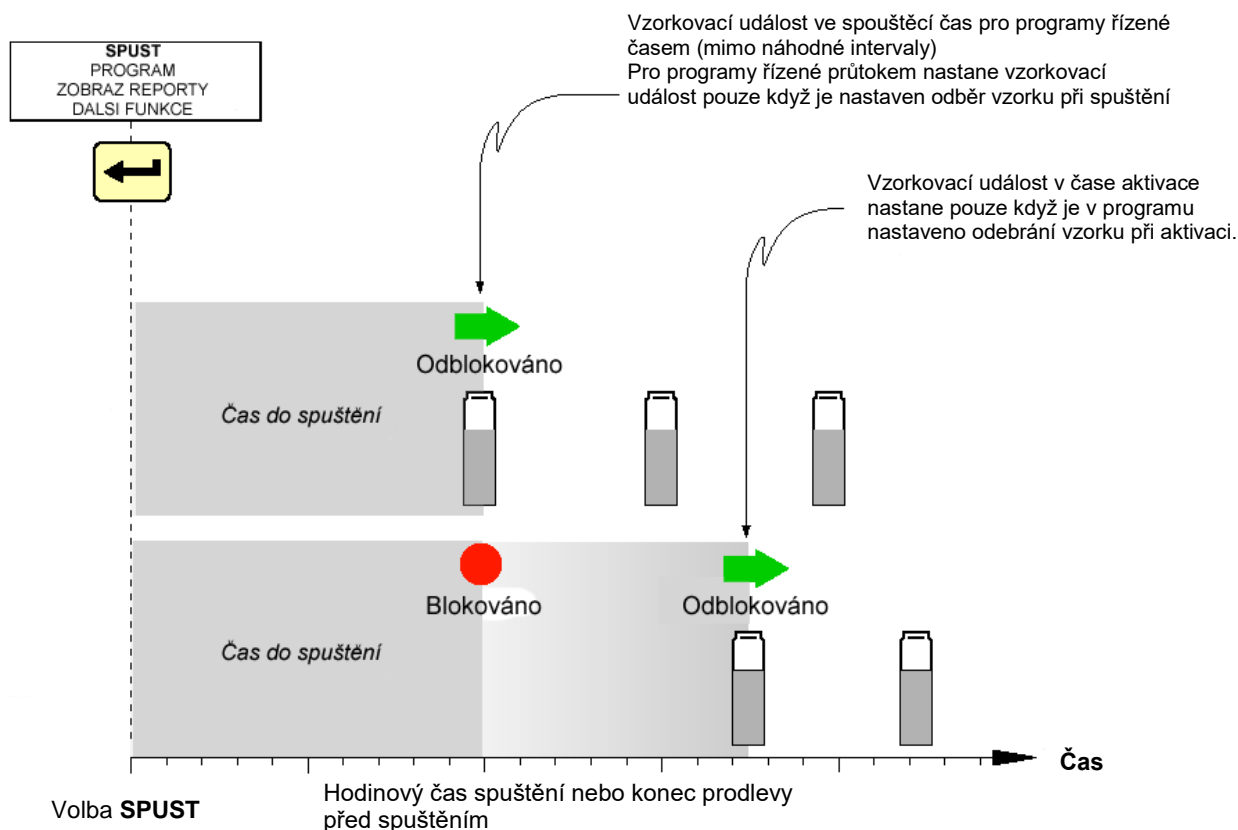 SPUST
PROGRAM
ZOBRAZ REPORTY
DALSI FUNKCE
Vzorkovací událost ve spouštěcí čas pro programy řízené
časem (mimo náhodné intervaly)
Pro programy řízené průtokem nastane vzorkovací
událost pouze když je nastaven odběr vzorku při spuštění
Vzorkovací událost v čase aktivace
nastane pouze když je v programu
nastaveno odebrání vzorku při aktivaci.
Odblokováno
Čas do spuštění
Blokováno
Odblokováno
Čas do spuštění
Čas
Volba SPUST
Hodinový čas spuštění nebo konec prodlevy
před spuštěním